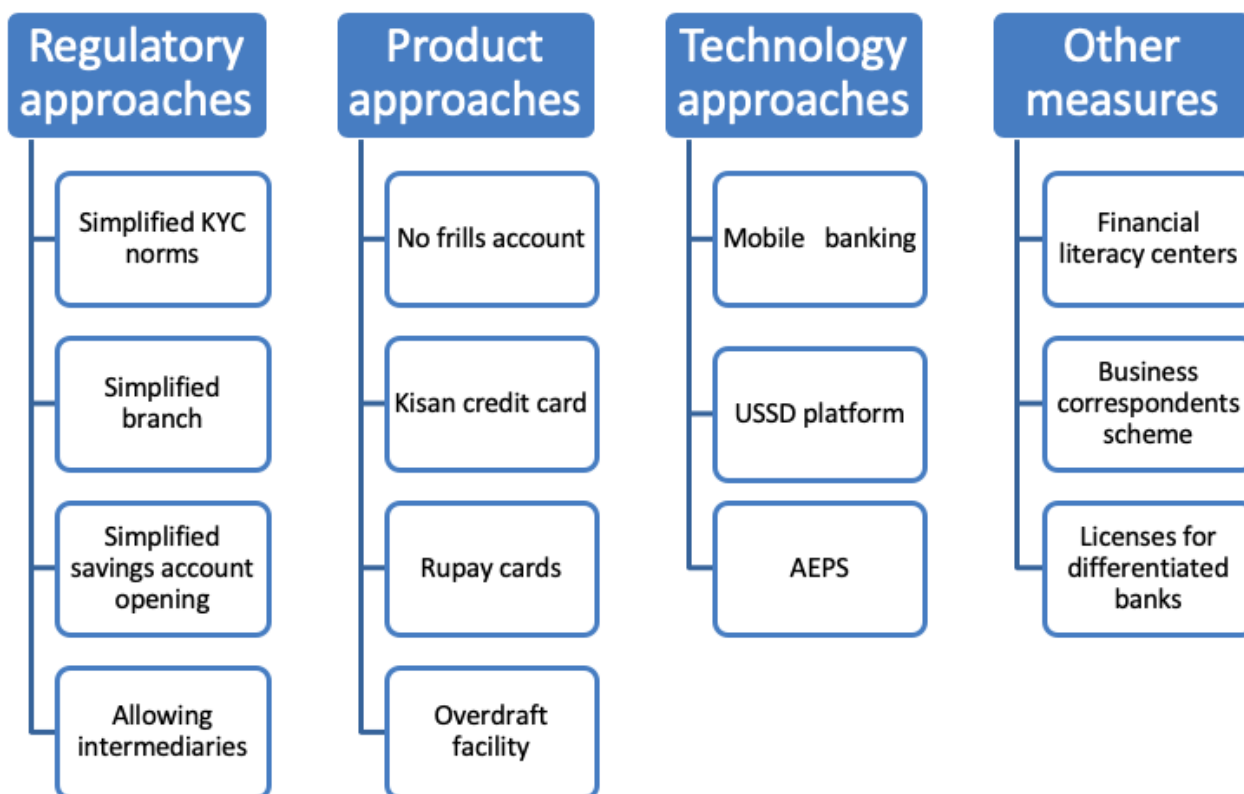 Regulatory
approaches
Simplified KYC
norms
Simplified
branch
Simplified
savings account
opening
Allowing
intermediaries
Product
approaches
No frills account
Kisan credit card
Rupay cards
Overdraft
facility
Technology
approaches
Mobile banking
USSD platform
AEPS
Other
measures
Financial
literacy centers
Business
correspondents
scheme
Licenses for
differentiated
banks